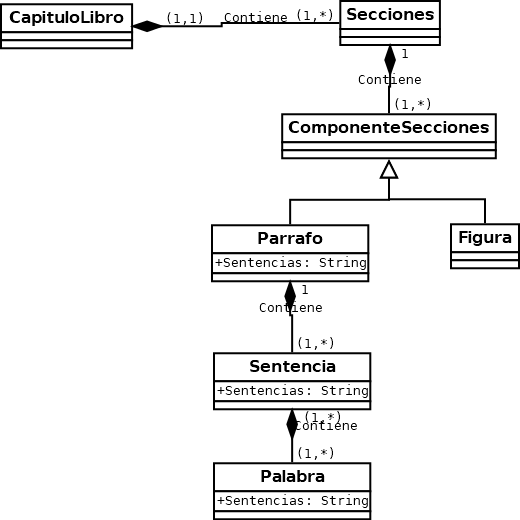 CapituloLibro
(1,1)
Contiene
(1,*)
Secciones
1
Contiene
(1,*)
ComponenteSecciones
Parrafo
+Sentencias: String
Figura
1
Contiene
(1,*)
Sentencia
+Sentencias: String
(1,*)
Contiene
(1,*)
Palabra
+Sentencias: String